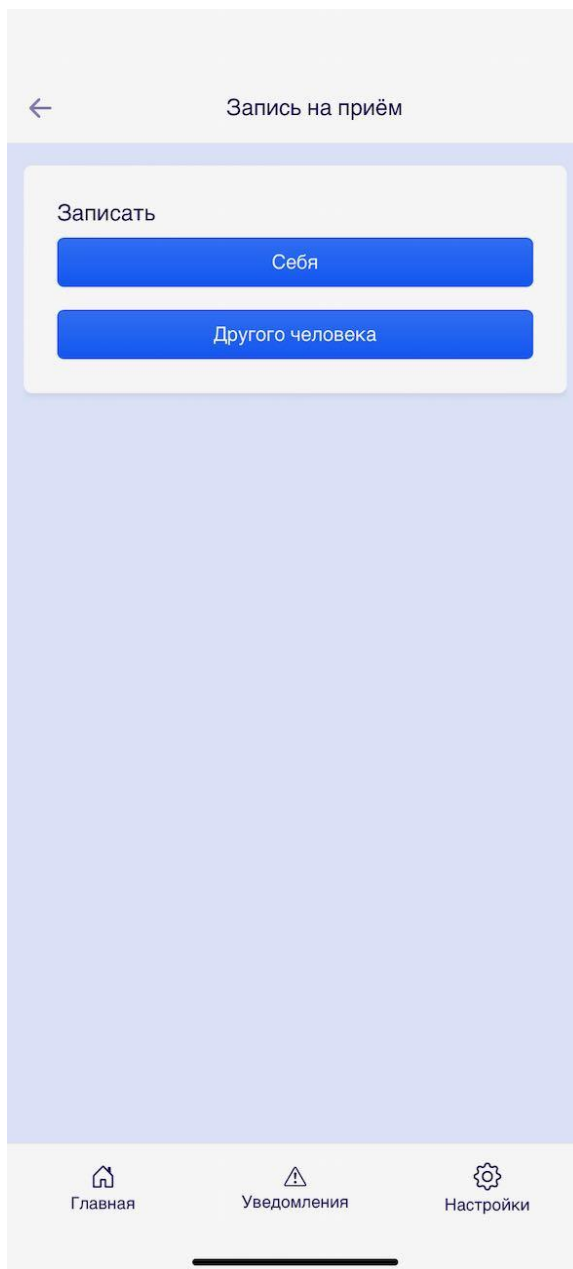 Запись на приём
Записать
Себя
Другого человека
Главная
Уведомления
Настройки